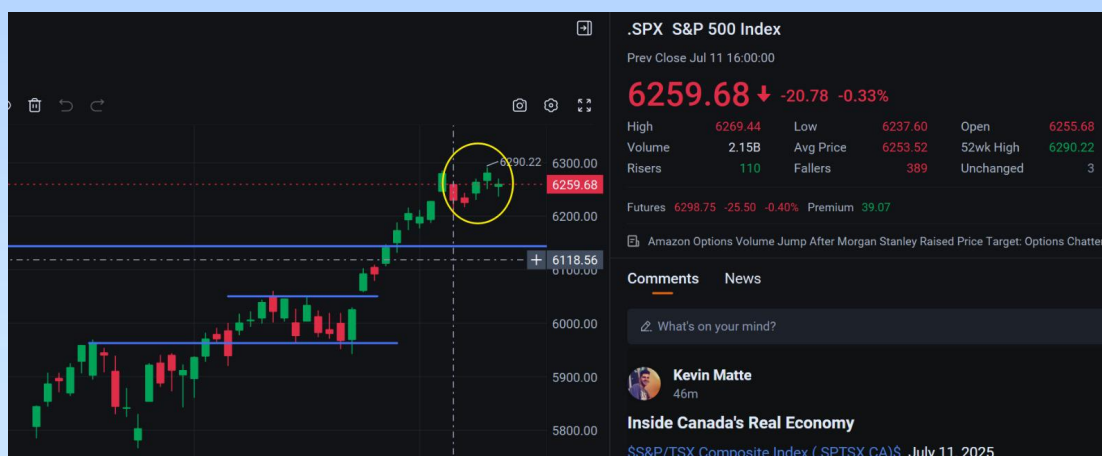 6290.22
6300.00
6259.68
6200.00
6118.56
6100.00
6000.00
5900.00
5800.00
.SPX S&P 500 Index
Prev Close Jul 11 16:00:00
6259.68 -20.78 -0.33%
High 6269.44 Low 6237.60 Open 6255.68
Volume 2.15B Avg Price 6253.52 52wk High 6290.22
Risers 110 Fallers 389 Unchanged 3
Futures 6298.75 -25.50 -0.40% Premium 39.07
Amazon Options Volume Jump After Morgan Stanley Raised Price Target: Options Chatter
Comments News
What's on your mind?
Kevin Matte
46m
Inside Canada's Real Economy
$S&P/TSX Composite Index (.SPTSX.CA)$ July 11, 2025